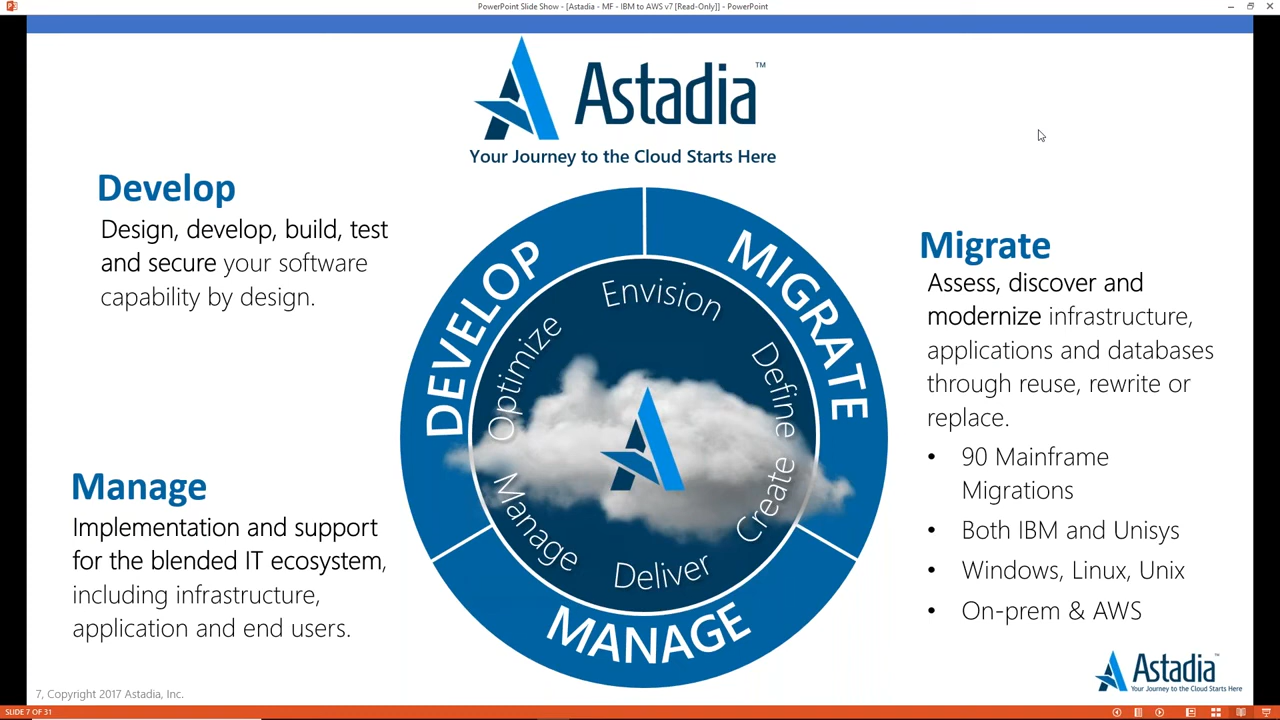 PowerPoint Slide Show - [Astadia - MF - IBM to AWS v7 [Read-Only]] - PowerPoint
Astadia™
Your Journey to the Cloud Starts Here
Develop
Design, develop, build, test
and secure your software
capability by design.
Manage
Implementation and support
for the blended IT ecosystem,
including infrastructure,
application and end users.
DEVELOP
MIGRATE
MANAGE
Envision
Define
Create
Deliver
Manage
Optimize
Migrate
Assess, discover and
modernize infrastructure,
applications and databases
through reuse, rewrite or
replace.
• 90 Mainframe
Migrations
• Both IBM and Unisys
• Windows, Linux, Unix
• On-prem & AWS
Astadia™
Your Journey to the Cloud Starts Here
7, Copyright 2017 Astadia, Inc.
SLIDE 7 OF 31